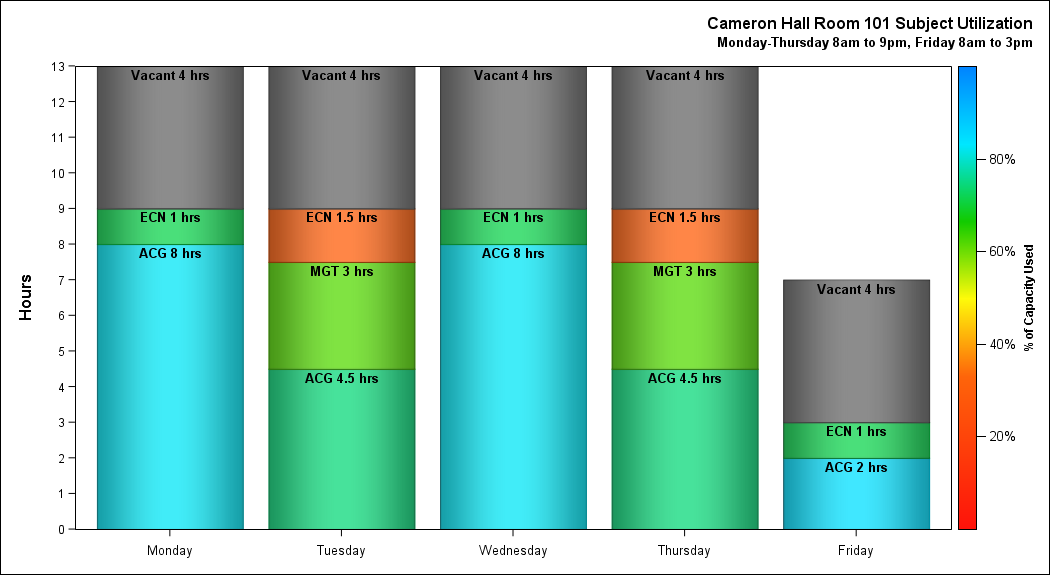 Cameron Hall Room 101 Subject Utilization
Monday-Thursday 8am to 9pm, Friday 8am to 3pm
Hours
13
12
11
10
9
8
7
6
5
4
3
2
1
0
Vacant 4 hrs
ECN 1 hrs
ACG 8 hrs
Vacant 4 hrs
ECN 1.5 hrs
MGT 3 hrs
ACG 4.5 hrs
Vacant 4 hrs
ECN 1 hrs
ACG 8 hrs
Vacant 4 hrs
ECN 1.5 hrs
MGT 3 hrs
ACG 4.5 hrs
Vacant 4 hrs
ECN 1 hrs
ACG 2 hrs
Monday Tuesday Wednesday Thursday Friday
80%
60%
40%
20%
% of Capacity Used